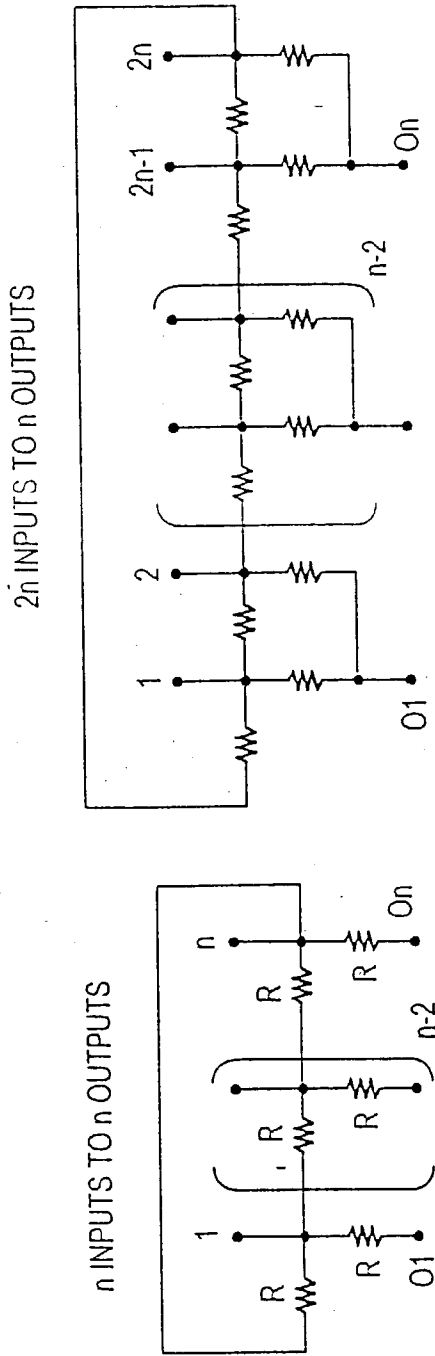 n INPUTS TO n OUTPUTS
1
n
R
R
R
R
R
R
n-2
O1
On
2n INPUTS TO n OUTPUTS
1
2
2n-1
2n
n-2
O1
On